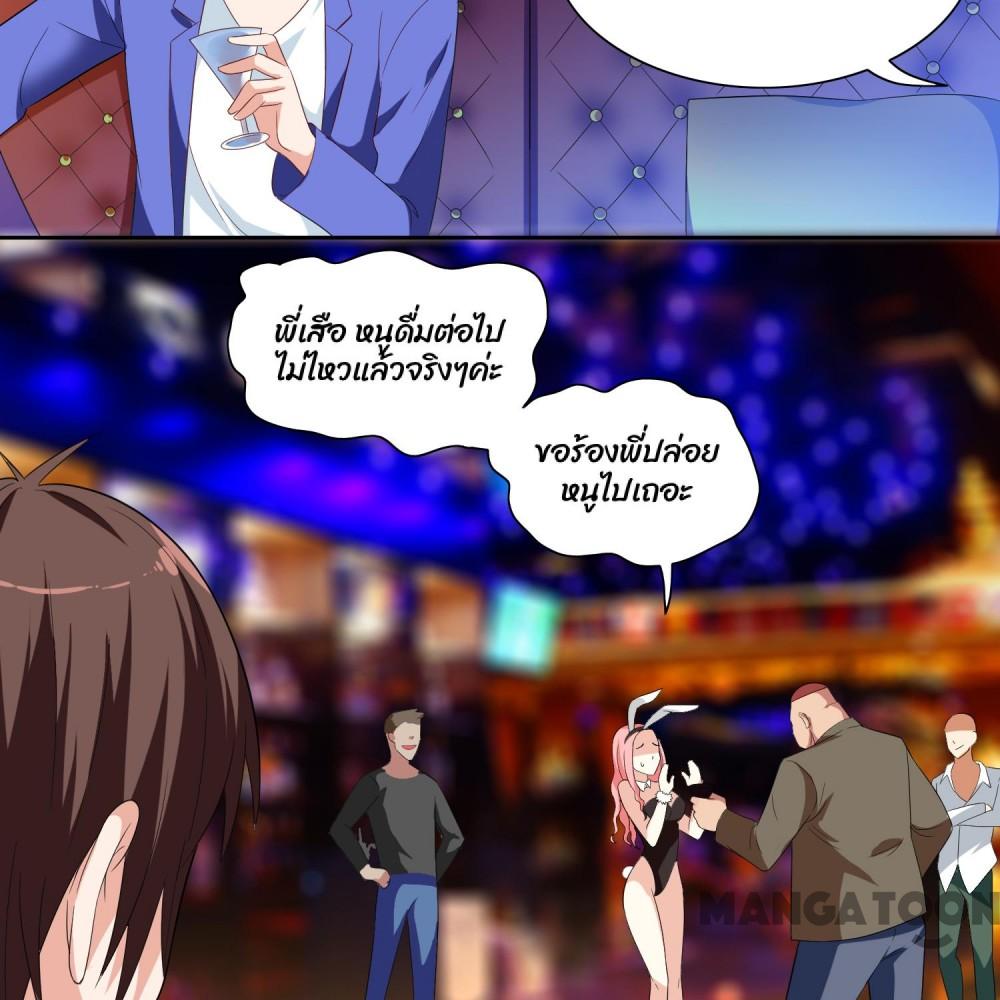 พี่เสือ หนูดื่มต่อไป
ไม่ไหวแล้วจริงๆค่ะ
ขอร้องพี่ปล่อย
หนูไปเถอะ
MANGATOON